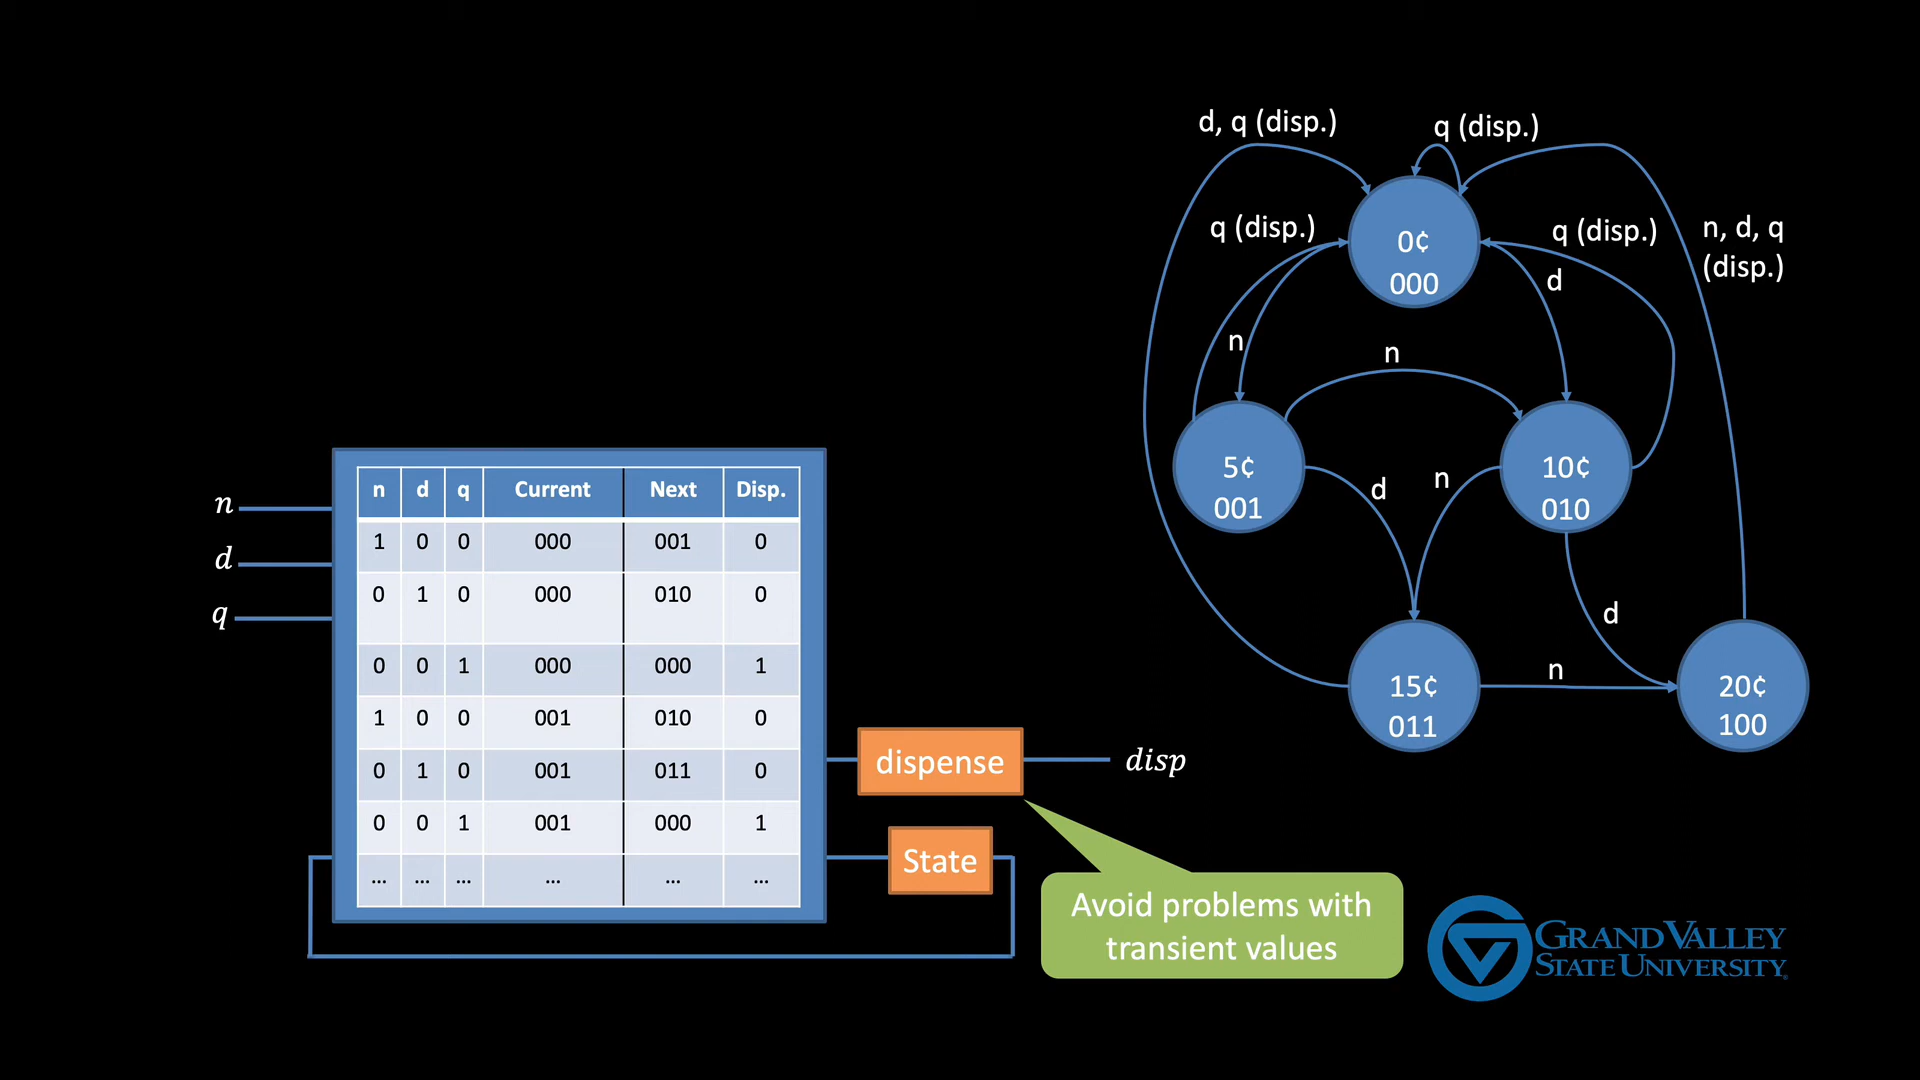 d, q (disp.)
q (disp.)
q (disp.)
0¢
000
q (disp.)
n, d, q
(disp.)
d
n
n
5¢
001
d
n
10¢
010
d
15¢
011
n
20¢
100
n
d
q
n d q Current Next Disp.
1 0 0 000 001 0
0 1 0 000 010 0
0 0 1 000 000 1
1 0 0 001 010 0
0 1 0 001 011 0
0 0 1 001 000 1
... ... ... ... ... ...
dispense
disp
State
Avoid problems with
transient values
GRAND VALLEY
STATE UNIVERSITY